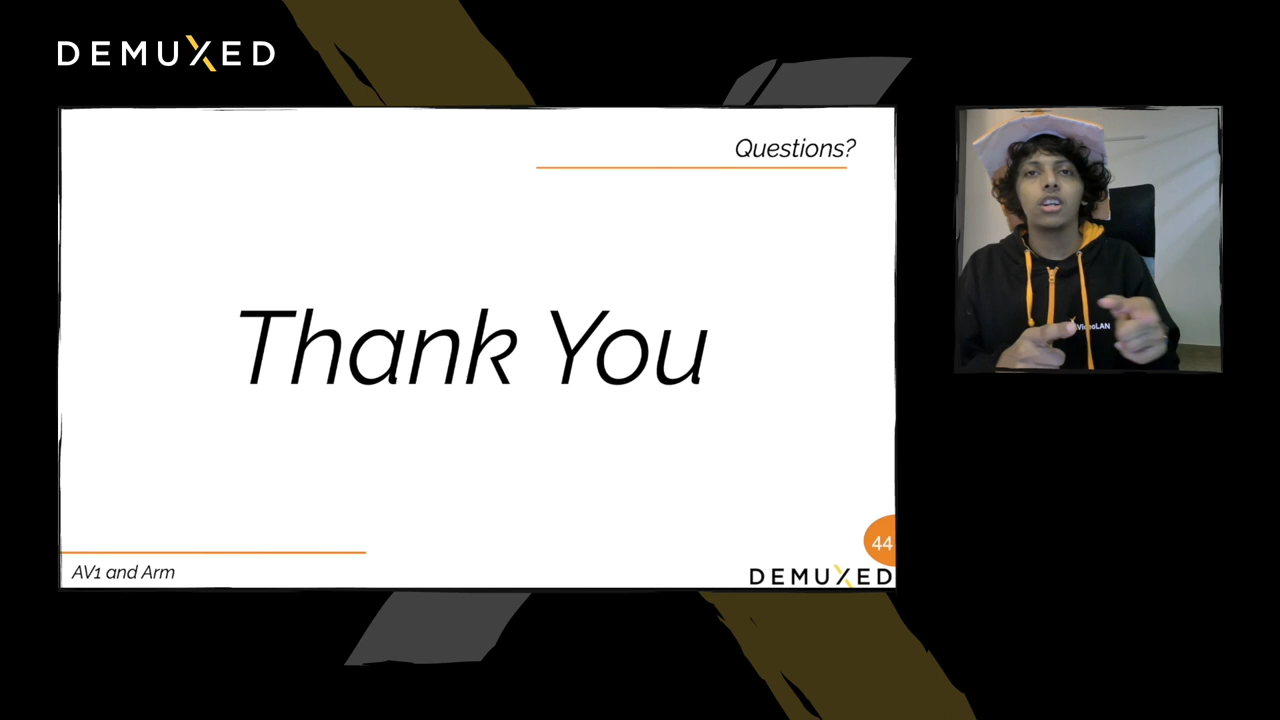 DEMUXED
Questions?
Thank You
44
AV1 and Arm
DEMUXED
VideoLAN